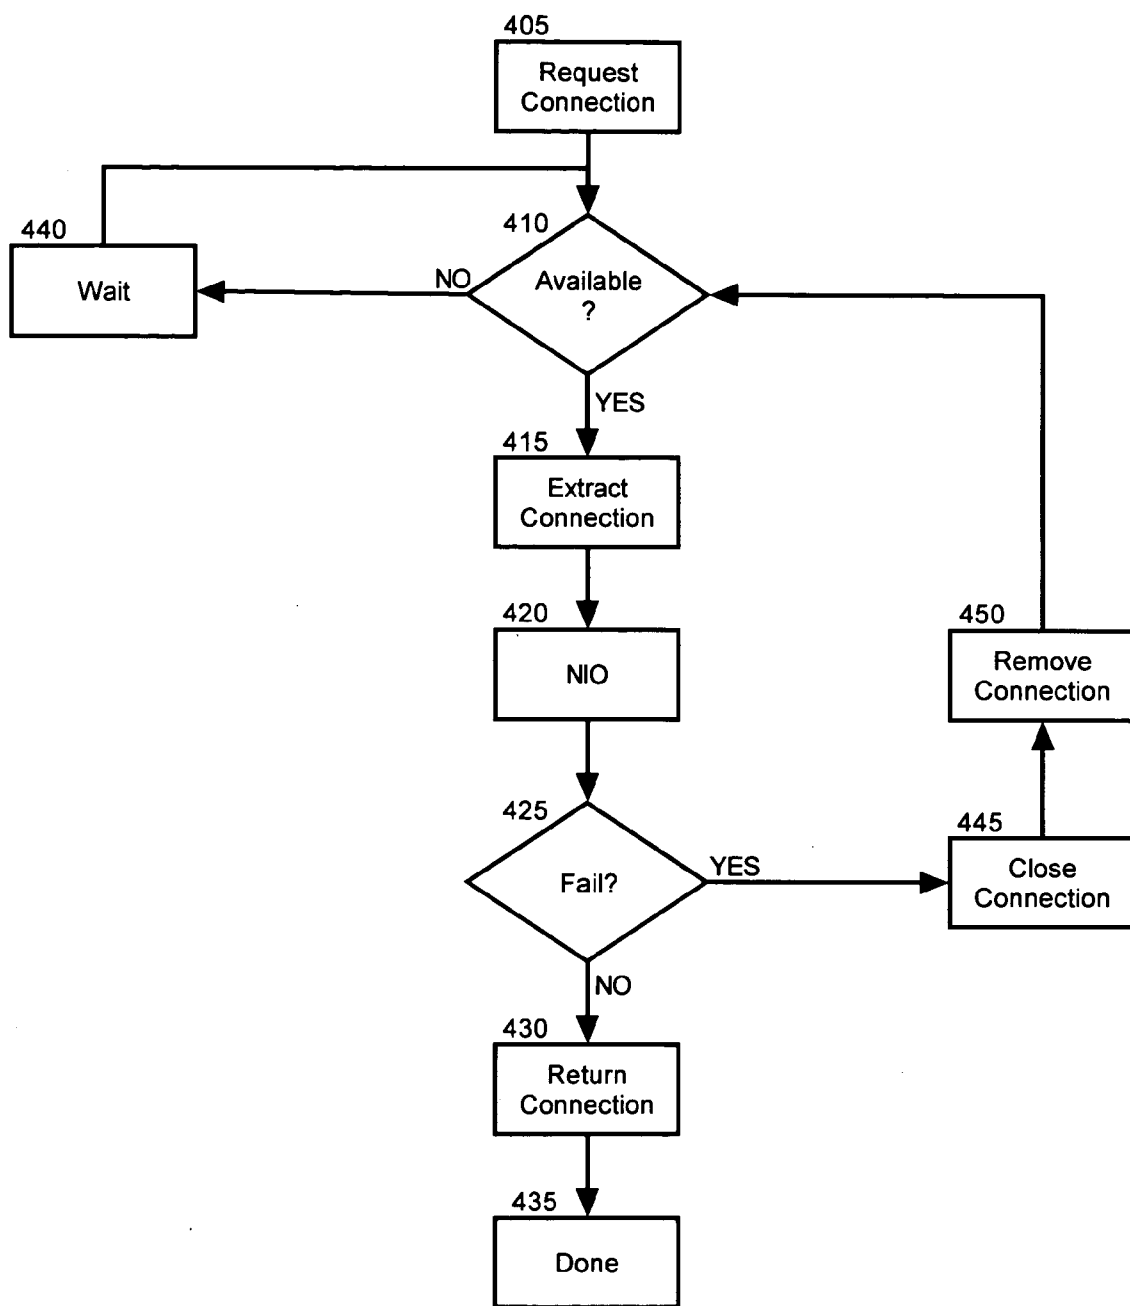 405
Request
Connection
410
440
Wait
NO
Available
?
YES
415
Extract
Connection
420
NIO
450
Remove
Connection
425
Fail?
YES
445
Close
Connection
NO
430
Return
Connection
435
Done